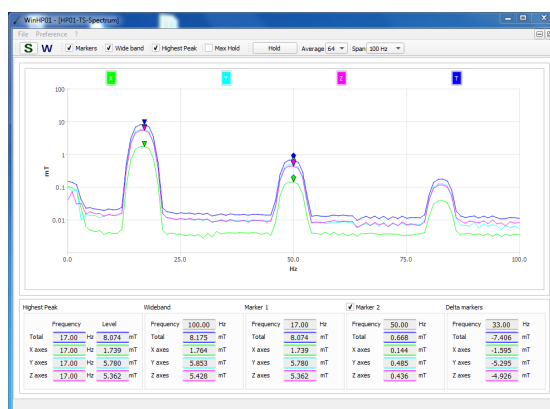 WinHP01 - [HP01-TS-Spectrum]
File Preference ?
S W Markers Wide band Highest Peak Max Hold Hold Average 64 Span 100 Hz
X Y Z T
100
10
1
0.1
0.01
mT
0.0 25.0 50.0 75.0 100.0
Hz
Highest Peak Wideband Marker 1 Marker 2 Delta markers
Frequency Level Frequency 100.00 Hz Frequency 17.00 Hz Frequency 50.00 Hz Frequency 33.00 Hz
Total 17.00 Hz 8.074 mT Total 8.175 mT Total 8.074 mT Total 0.668 mT Total -7.406 mT
X axes 17.00 Hz 1.739 mT X axes 1.764 mT X axes 1.739 mT X axes 0.144 mT X axes -1.595 mT
Y axes 17.00 Hz 5.780 mT Y axes 5.853 mT Y axes 5.780 mT Y axes 0.485 mT Y axes -5.295 mT
Z axes 17.00 Hz 5.362 mT Z axes 5.428 mT Z axes 5.362 mT Z axes 0.436 mT Z axes -4.926 mT